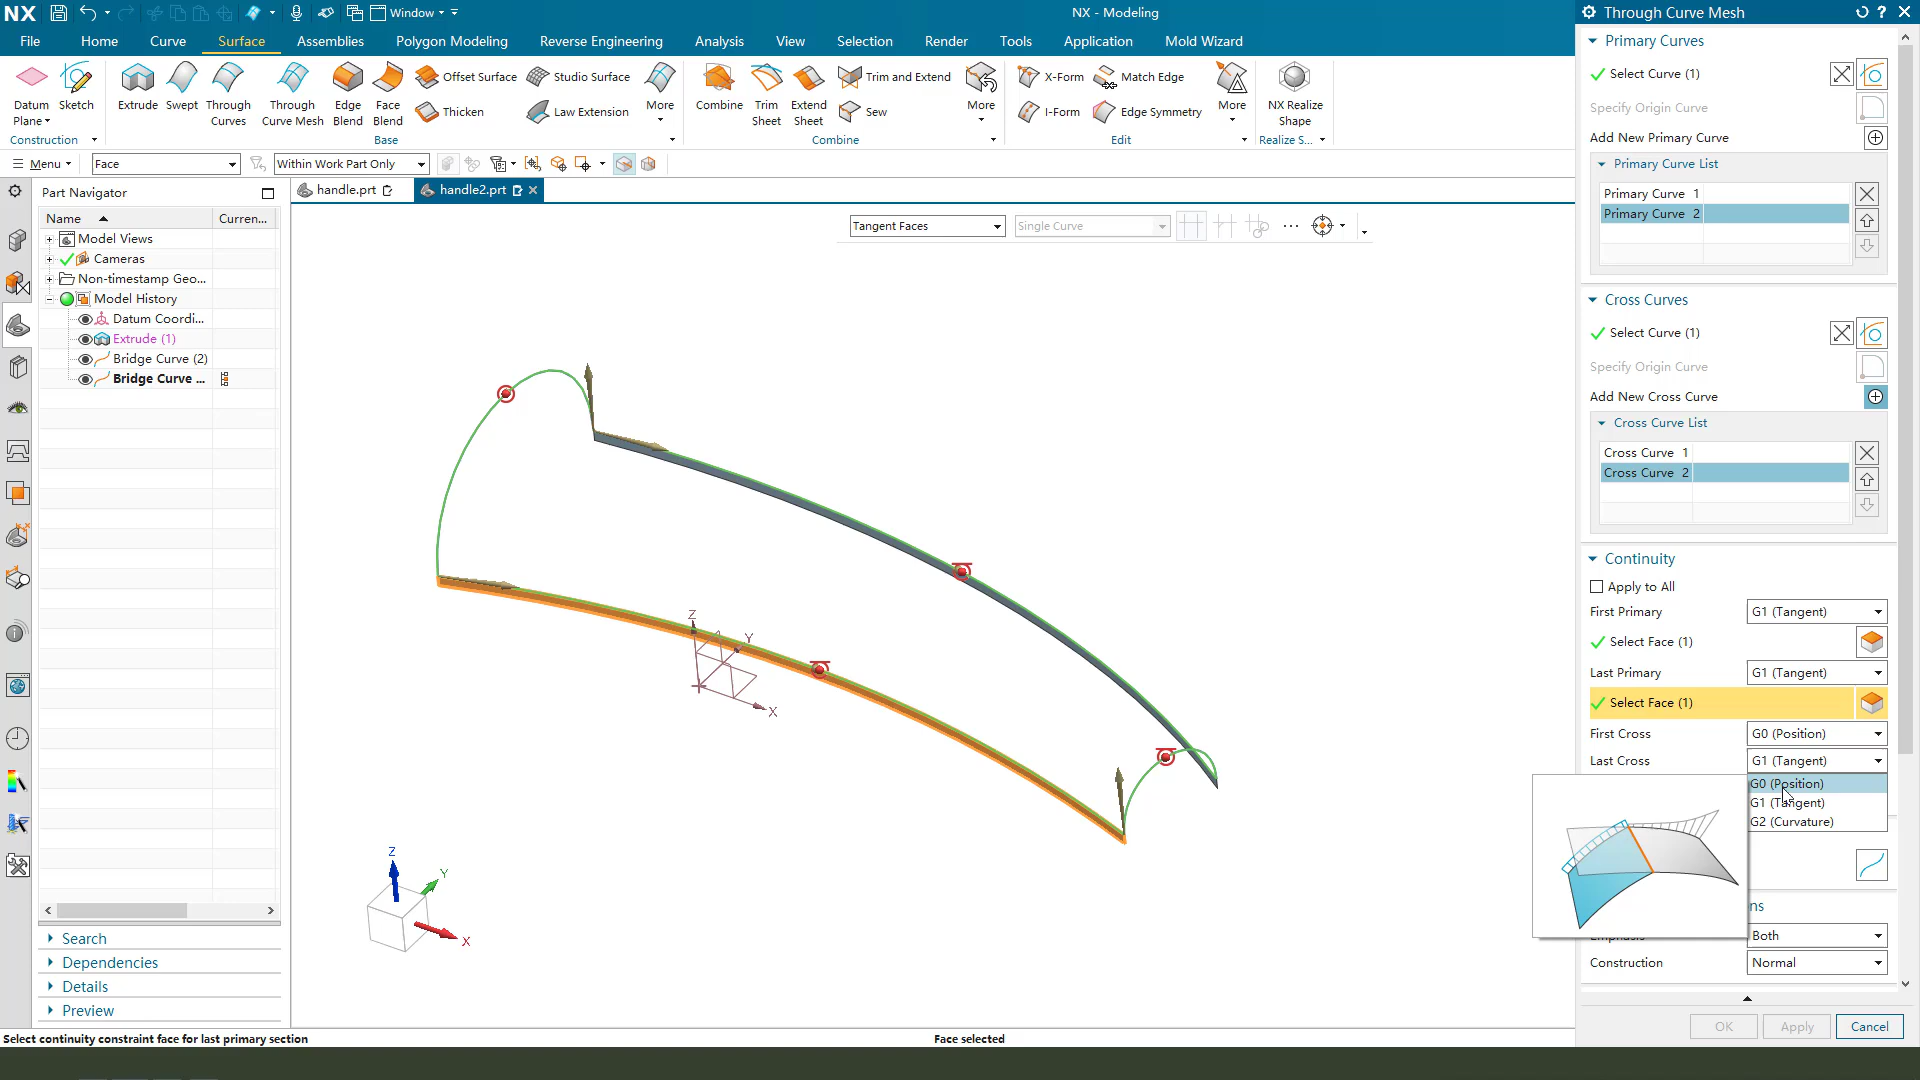 NX
Window
NX - Modeling
Through Curve Mesh
File
Home
Curve
Surface
Assemblies
Polygon Modeling
Reverse Engineering
Analysis
View
Selection
Render
Tools
Application
Mold Wizard
Datum Plane
Sketch
Extrude
Swept
Through Curves
Through Curve Mesh
Edge Blend
Face Blend
Offset Surface
Thicken
Studio Surface
Law Extension
More
Combine
Trim Sheet
Extend Sheet
Trim and Extend
Sew
More
X-Form
I-Form
Match Edge
Edge Symmetry
More
NX Realize Shape
Construction
Base
Combine
Edit
Realize S...
Menu
Face
Within Work Part Only
Part Navigator
handle.prt
handle2.prt
Name
Curren...
Model Views
Cameras
Non-timestamp Geo...
Model History
Datum Coordi...
Extrude (1)
Bridge Curve (2)
Bridge Curve ...
Search
Dependencies
Details
Preview
Tangent Faces
Single Curve
Z
Y
X
Z
Y
X
Primary Curves
Select Curve (1)
Specify Origin Curve
Add New Primary Curve
Primary Curve List
Primary Curve 1
Primary Curve 2
Cross Curves
Select Curve (1)
Specify Origin Curve
Add New Cross Curve
Cross Curve List
Cross Curve 1
Cross Curve 2
Continuity
Apply to All
First Primary
G1 (Tangent)
Select Face (1)
Last Primary
G1 (Tangent)
Select Face (1)
First Cross
G0 (Position)
Last Cross
G1 (Tangent)
G0 (Position)
G1 (Tangent)
G2 (Curvature)
ns
Emphasis
Both
Construction
Normal
OK
Apply
Cancel
Select continuity constraint face for last primary section
Face selected